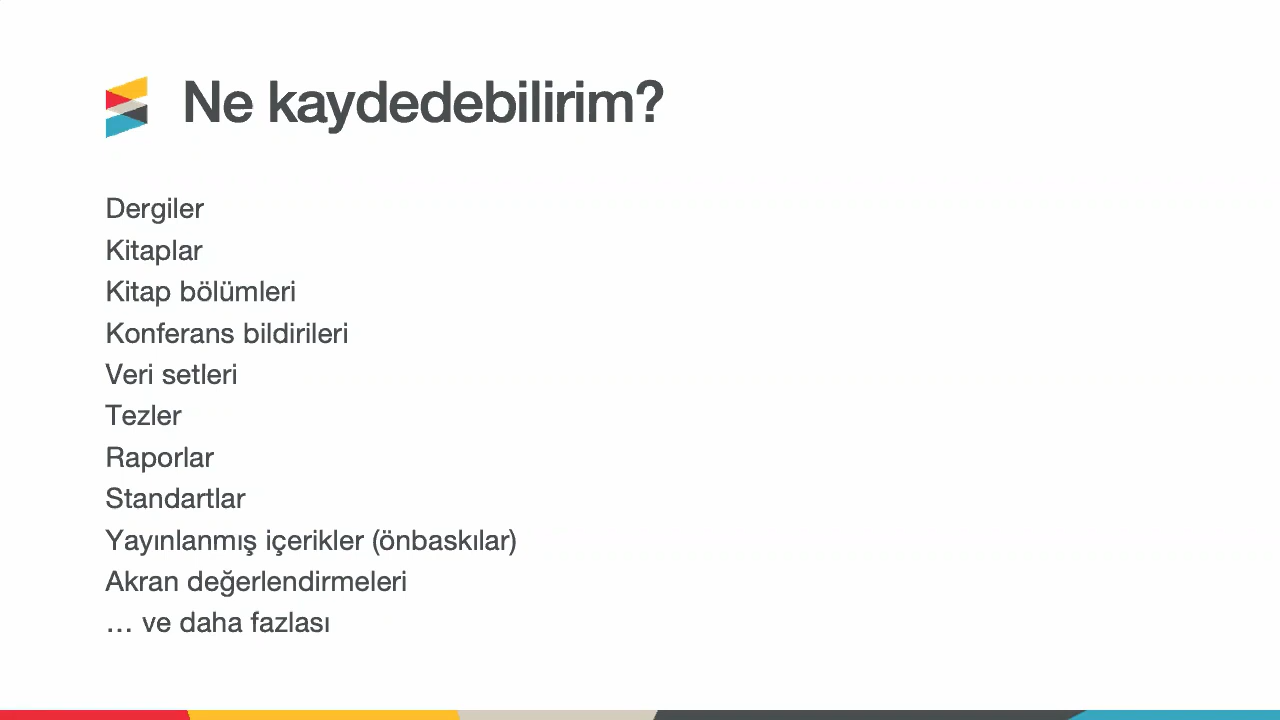 Ne kaydedebilirim?
Dergiler
Kitaplar
Kitap bölümleri
Konferans bildirileri
Veri setleri
Tezler
Raporlar
Standartlar
Yayınlanmış içerikler (önbaskılar)
Akran değerlendirmeleri
… ve daha fazlası